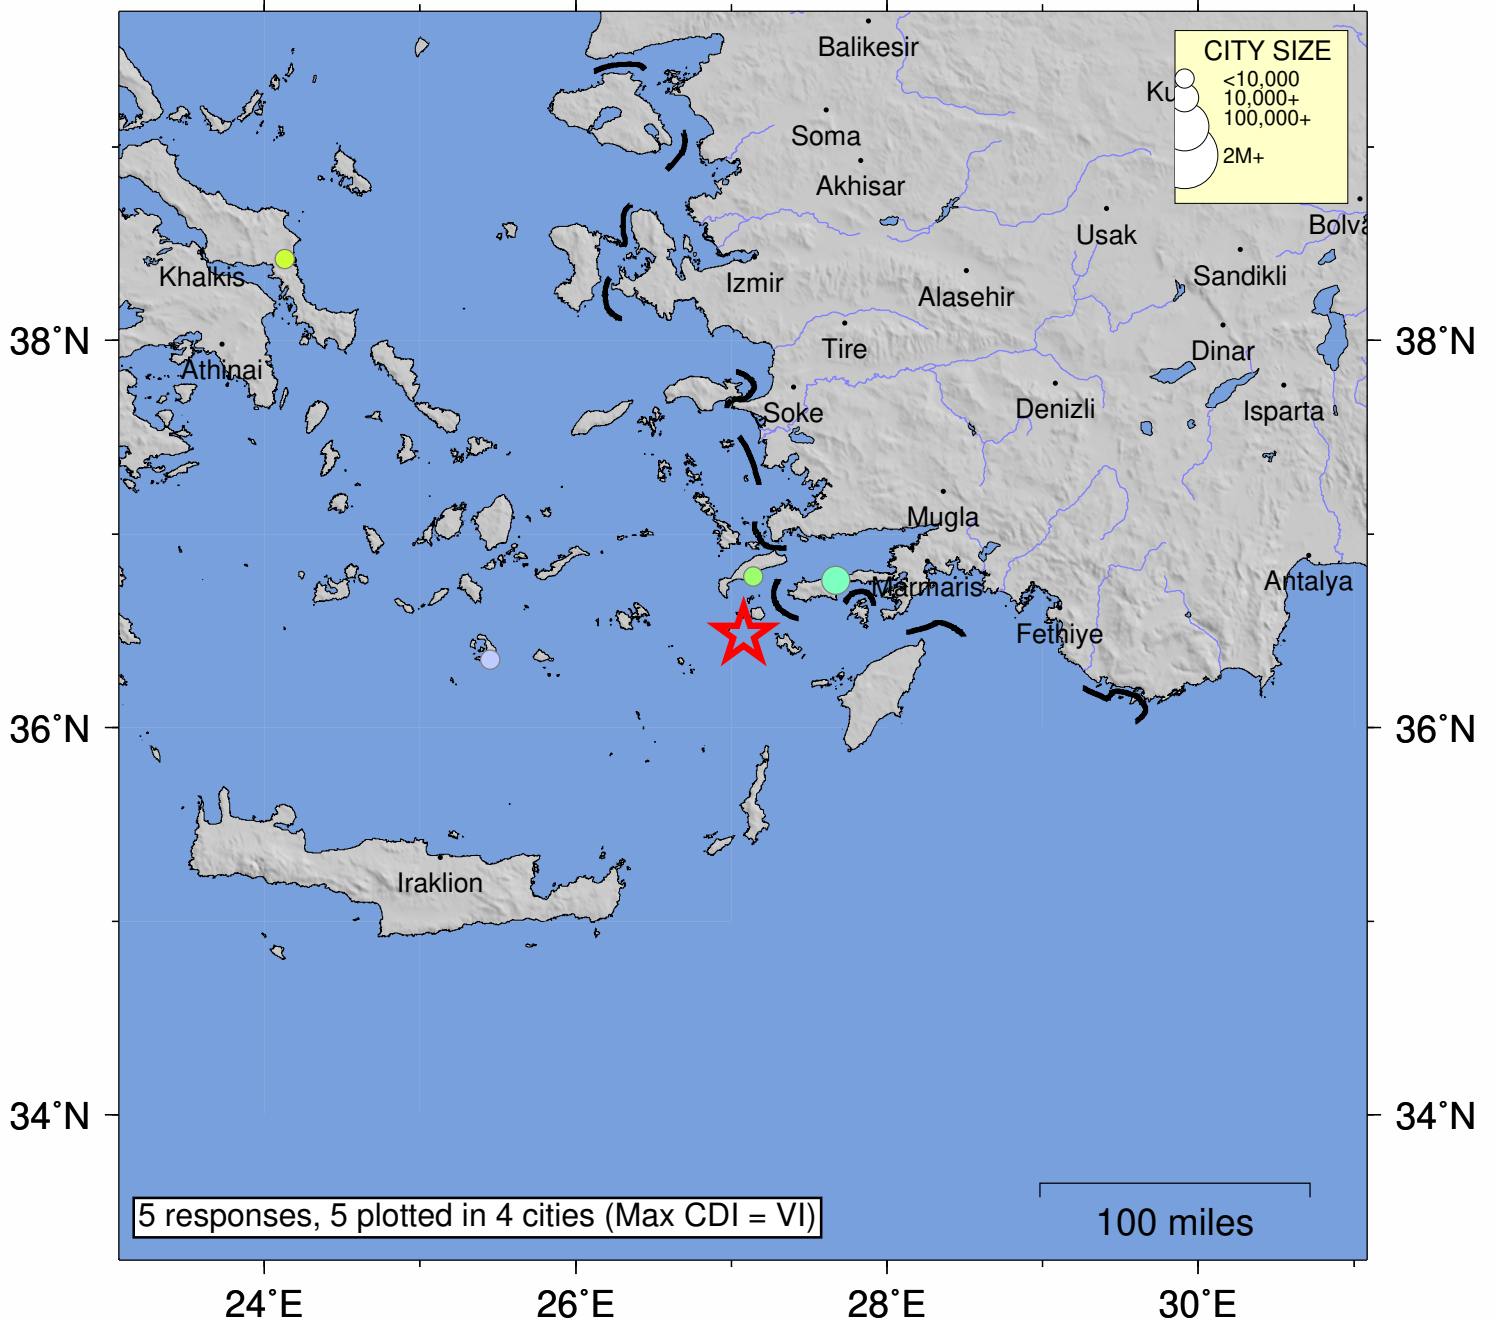 Balikesir
CITY SIZE
<10,000
10,000+
100,000+
2M+
Ku
Soma
Akhisar
Usak
Bolva
Khalkis
Izmir
Alasehir
Sandikli
38°N
Athinai
Tire
Dinar
38°N
Soke
Denizli
Isparta
Mugla
Marmaris
Antalya
Fethiye
36°N
36°N
Iraklion
34°N
34°N
5 responses, 5 plotted in 4 cities (Max CDI = VI)
100 miles
24°E
26°E
28°E
30°E